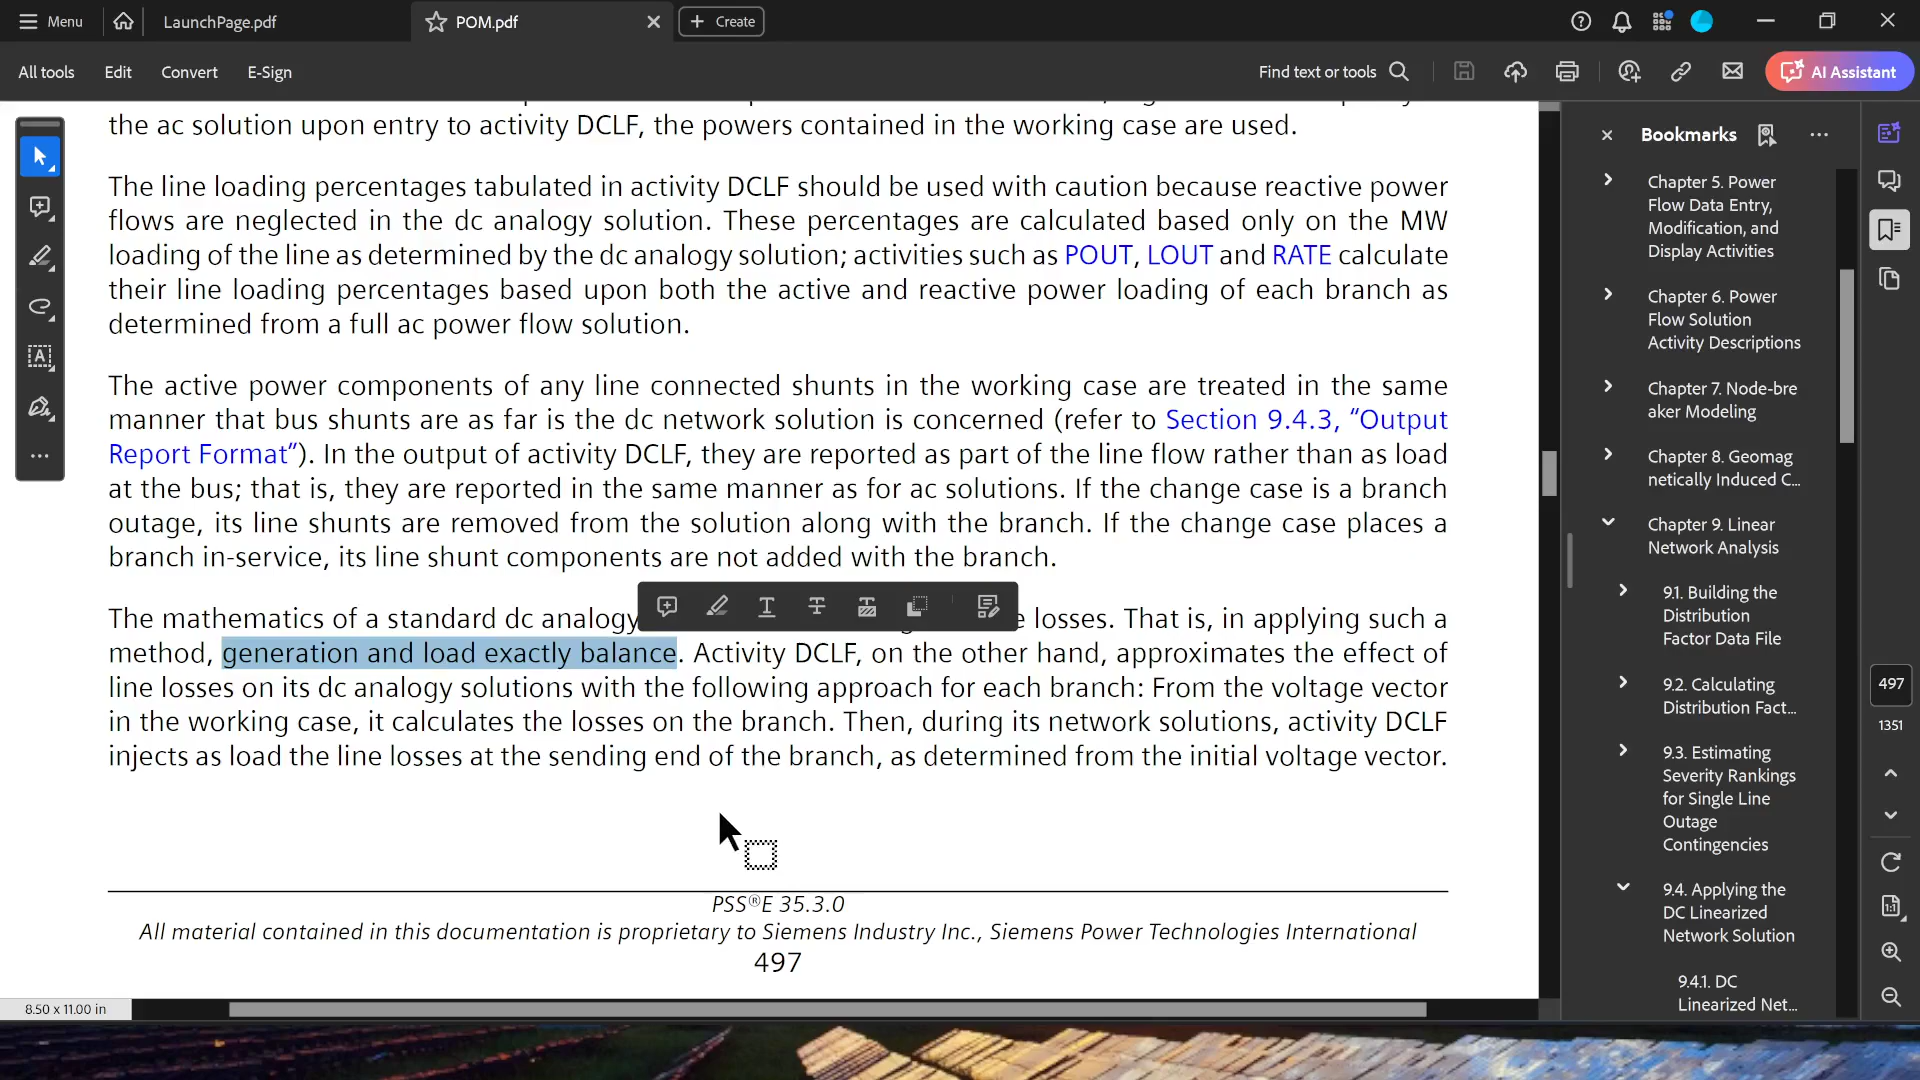 Menu
LaunchPage.pdf
POM.pdf
Create
All tools
Edit
Convert
E-Sign
Find text or tools
AI Assistant
the ac solution upon entry to activity DCLF, the powers contained in the working case are used.
The line loading percentages tabulated in activity DCLF should be used with caution because reactive power
flows are neglected in the dc analogy solution. These percentages are calculated based only on the MW
loading of the line as determined by the dc analogy solution; activities such as POUT, LOUT and RATE calculate
their line loading percentages based upon both the active and reactive power loading of each branch as
determined from a full ac power flow solution.
The active power components of any line connected shunts in the working case are treated in the same
manner that bus shunts are as far is the dc network solution is concerned (refer to Section 9.4.3, “Output
Report Format”). In the output of activity DCLF, they are reported as part of the line flow rather than as load
at the bus; that is, they are reported in the same manner as for ac solutions. If the change case is a branch
outage, its line shunts are removed from the solution along with the branch. If the change case places a
branch in-service, its line shunt components are not added with the branch.
The mathematics of a standard dc analogy losses. That is, in applying such a
method, generation and load exactly balance. Activity DCLF, on the other hand, approximates the effect of
line losses on its dc analogy solutions with the following approach for each branch: From the voltage vector
in the working case, it calculates the losses on the branch. Then, during its network solutions, activity DCLF
injects as load the line losses at the sending end of the branch, as determined from the initial voltage vector.
PSS®E 35.3.0
All material contained in this documentation is proprietary to Siemens Industry Inc., Siemens Power Technologies International
497
8.50 x 11.00 in
Bookmarks
Chapter 5. Power
Flow Data Entry,
Modification, and
Display Activities
Chapter 6. Power
Flow Solution
Activity Descriptions
Chapter 7. Node-bre
aker Modeling
Chapter 8. Geomag
netically Induced C...
Chapter 9. Linear
Network Analysis
9.1. Building the
Distribution
Factor Data File
9.2. Calculating
Distribution Fact...
9.3. Estimating
Severity Rankings
for Single Line
Outage
Contingencies
9.4. Applying the
DC Linearized
Network Solution
9.4.1. DC
Linearized Net...
497
1351